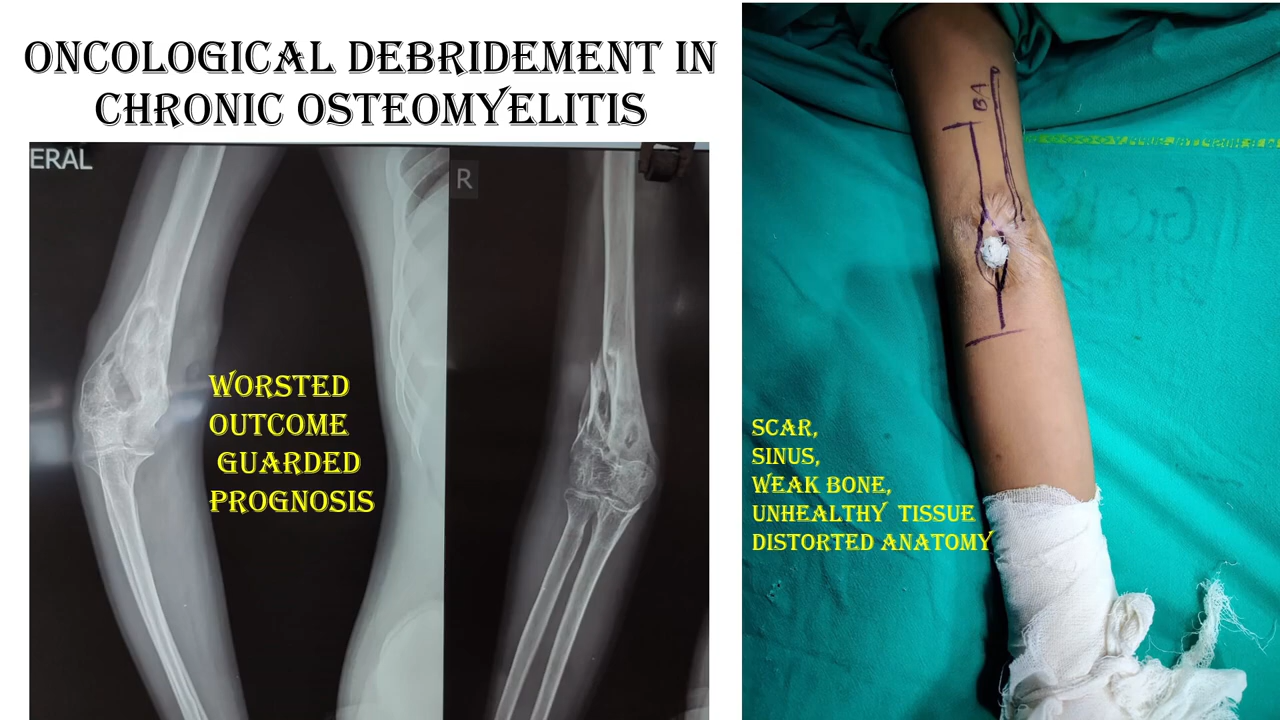 ONCOLOGICAL DEBRIDEMENT IN
CHRONIC OSTEOMYELITIS
ERAL
R
WORSTED
OUTCOME
GUARDED
PROGNOSIS
BA
SCAR,
SINUS,
WEAK BONE,
UNHEALTHY TISSUE
DISTORTED ANATOMY